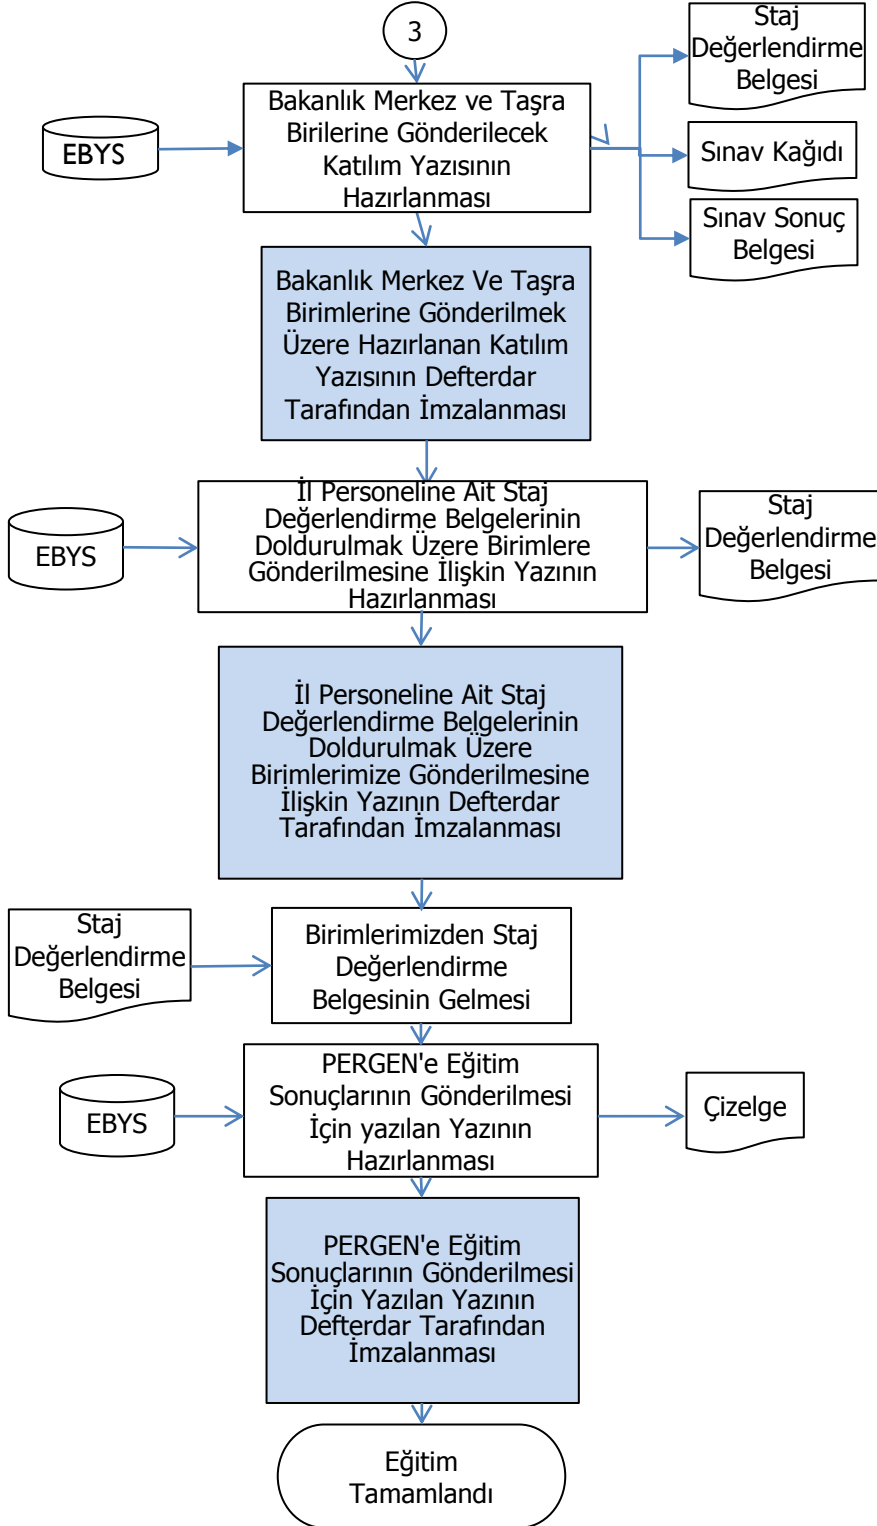 3
Staj
Değerlendirme
Belgesi
Bakanlık Merkez ve Taşra
Birilerine Gönderilecek
Katılım Yazısının
Hazırlanması
EBYS
Sınav Kağıdı
Sınav Sonuç
Belgesi
Bakanlık Merkez Ve Taşra
Birimlerine Gönderilmek
Üzere Hazırlanan Katılım
Yazısının Defterdar
Tarafından İmzalanması
İl Personeline Ait Staj
Değerlendirme Belgelerinin
Doldurulmak Üzere Birimlere
Gönderilmesine İlişkin Yazının
Hazırlanması
EBYS
Staj
Değerlendirme
Belgesi
İl Personeline Ait Staj
Değerlendirme Belgelerinin
Doldurulmak Üzere
Birimlerimize Gönderilmesine
İlişkin Yazının Defterdar
Tarafından İmzalanması
Staj
Değerlendirme
Belgesi
Birimlerimizden Staj
Değerlendirme
Belgesinin Gelmesi
PERGEN'e Eğitim
Sonuçlarının Gönderilmesi
İçin yazılan Yazının
Hazırlanması
EBYS
Çizelge
PERGEN'e Eğitim
Sonuçlarının Gönderilmesi
İçin Yazılan Yazının
Defterdar Tarafından
İmzalanması
Eğitim
Tamamlandı